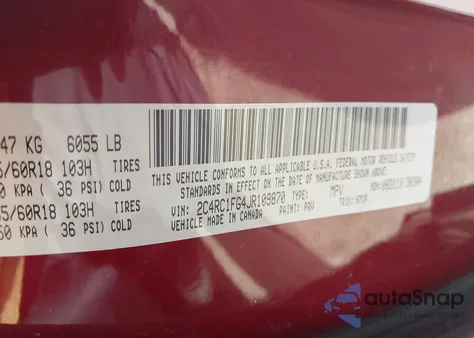 47 KG 6055 LB
5/60R18 103H TIRES
0 KPA ( 36 PSI) COLD
5/60R18 103H TIRES
50 KPA ( 36 PSI) COLD
THIS VEHICLE CONFORMS TO ALL APPLICABLE U.S. FEDERAL MOTOR VEHICLE SAFETY
STANDARDS IN EFFECT ON THE DATE OF MANUFACTURE SHOWN ABOVE.
VIN: 2C4RC1FG4JR109870 TYPE: MPV
VEHICLE MADE IN CANADA PAINT: PRV TRIM:
autoSnap